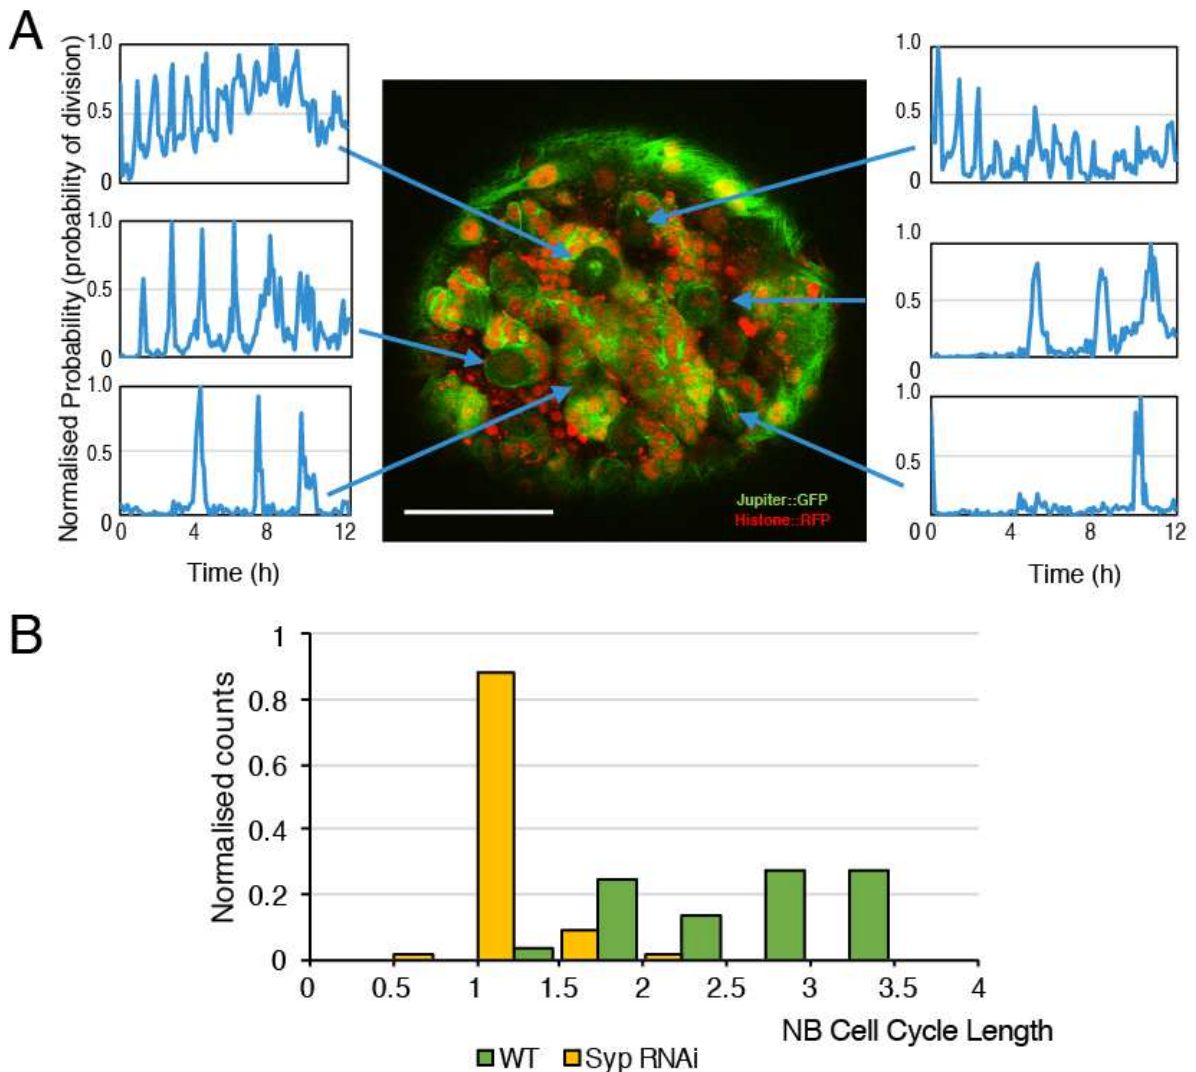 A
Normalised Probability (probability of division)
1.0
0.5
0
1.0
0.5
0
1.0
0.5
0
0 4 8 12
Time (h)
Jupiter::GFP
Histone::RFP
1.0
0.5
0
1.0
0.5
0
1.0
0.5
0
0 4 8 12
Time (h)
B
Normalised counts
1
0.8
0.6
0.4
0.2
0
0 0.5 1 1.5 2 2.5 3 3.5 4
NB Cell Cycle Length
WT Syp RNAi